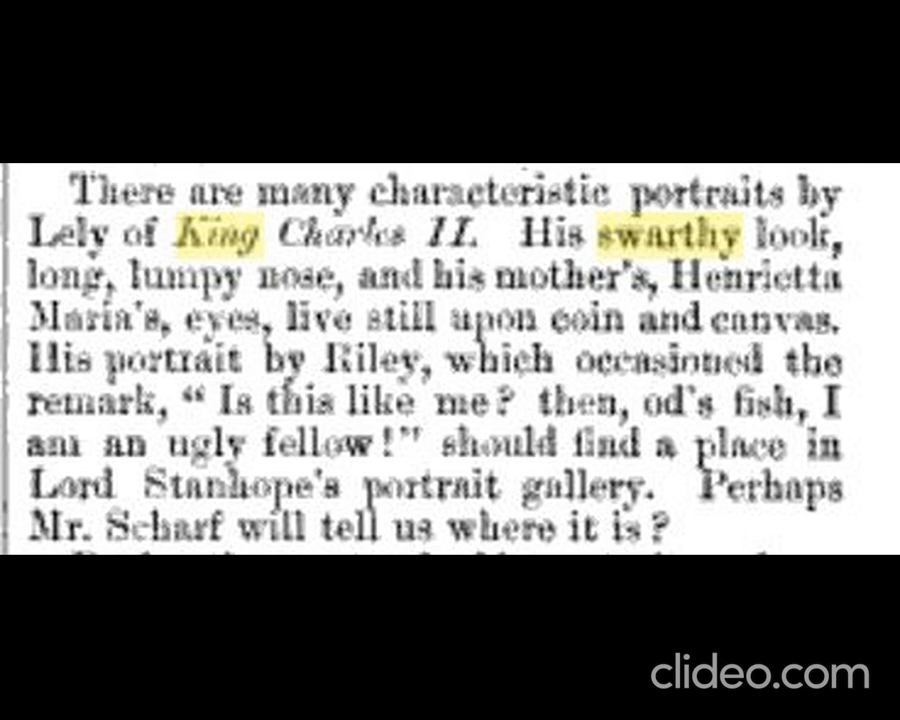 There are many characteristic portraits by
Lely of King Charles II. His swarthy look,
long, lumpy nose, and his mother's, Henrietta
Maria's, eyes, live still upon coin and canvas.
His portrait by Riley, which occasioned the
remark, “ Is this like me? then, od's fish, I
am an ugly fellow!” should find a place in
Lord Stanhope's portrait gallery. Perhaps
Mr. Scharf will tell us where it is?
clideo.com